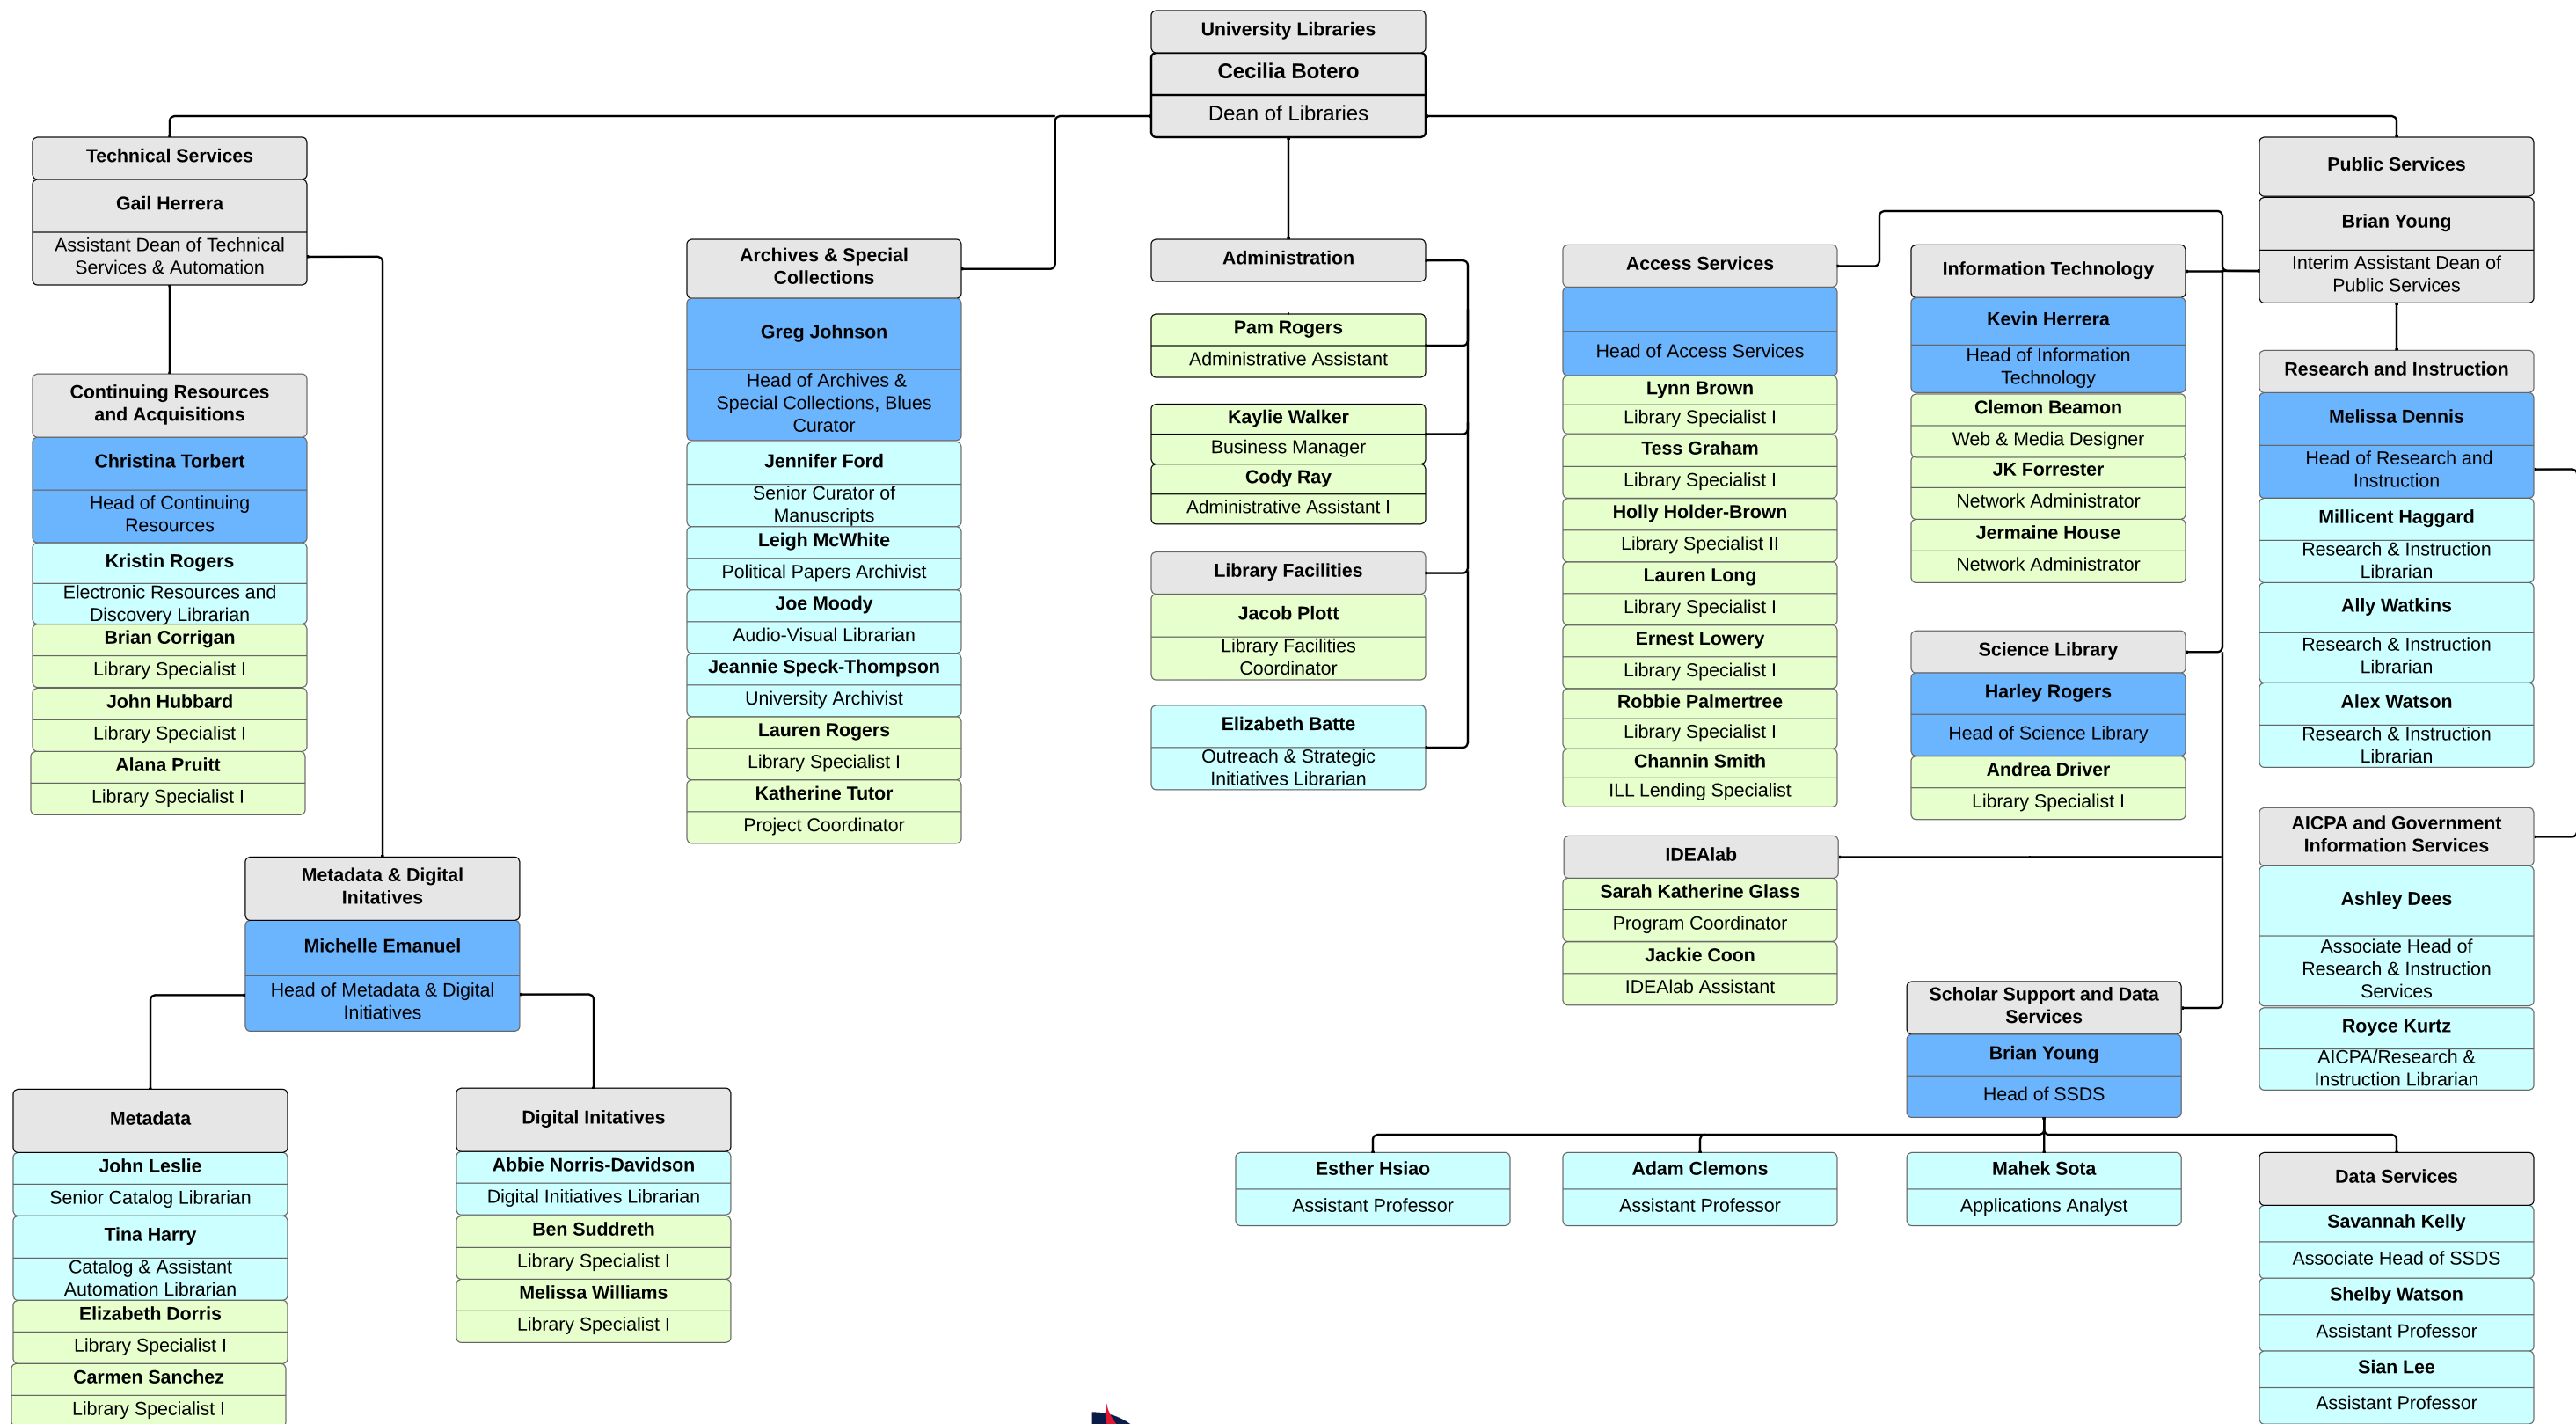 University Libraries
Cecilia Botero
Dean of Libraries
Technical Services
Gail Herrera
Assistant Dean of Technical
Services & Automation
Continuing Resources
and Acquisitions
Christina Torbert
Head of Continuing
Resources
Kristin Rogers
Electronic Resources and
Discovery Librarian
Brian Corrigan
Library Specialist I
John Hubbard
Library Specialist I
Alana Pruitt
Library Specialist I
Metadata & Digital
Initatives
Michelle Emanuel
Head of Metadata & Digital
Initiatives
Metadata
John Leslie
Senior Catalog Librarian
Tina Harry
Catalog & Assistant
Automation Librarian
Elizabeth Dorris
Library Specialist I
Carmen Sanchez
Library Specialist I
Digital Initatives
Abbie Norris-Davidson
Digital Initiatives Librarian
Ben Suddreth
Library Specialist I
Melissa Williams
Library Specialist I
Archives & Special
Collections
Greg Johnson
Head of Archives &
Special Collections, Blues
Curator
Jennifer Ford
Senior Curator of
Manuscripts
Leigh McWhite
Political Papers Archivist
Joe Moody
Audio-Visual Librarian
Jeannie Speck-Thompson
University Archivist
Lauren Rogers
Library Specialist I
Katherine Tutor
Project Coordinator
Administration
Pam Rogers
Administrative Assistant
Kaylie Walker
Business Manager
Cody Ray
Administrative Assistant I
Library Facilities
Jacob Plott
Library Facilities
Coordinator
Elizabeth Batte
Outreach & Strategic
Initiatives Librarian
Access Services
Head of Access Services
Lynn Brown
Library Specialist I
Tess Graham
Library Specialist I
Holly Holder-Brown
Library Specialist II
Lauren Long
Library Specialist I
Ernest Lowery
Library Specialist I
Robbie Palmertree
Library Specialist I
Channin Smith
ILL Lending Specialist
IDEAlab
Sarah Katherine Glass
Program Coordinator
Jackie Coon
IDEAlab Assistant
Information Technology
Kevin Herrera
Head of Information
Technology
Clemon Beamon
Web & Media Designer
JK Forrester
Network Administrator
Jermaine House
Network Administrator
Science Library
Harley Rogers
Head of Science Library
Andrea Driver
Library Specialist I
Scholar Support and Data
Services
Brian Young
Head of SSDS
Esther Hsiao
Assistant Professor
Adam Clemons
Assistant Professor
Mahek Sota
Applications Analyst
Data Services
Savannah Kelly
Associate Head of SSDS
Shelby Watson
Assistant Professor
Sian Lee
Assistant Professor
Public Services
Brian Young
Interim Assistant Dean of
Public Services
Research and Instruction
Melissa Dennis
Head of Research and
Instruction
Millicent Haggard
Research & Instruction
Librarian
Ally Watkins
Research & Instruction
Librarian
Alex Watson
Research & Instruction
Librarian
AICPA and Government
Information Services
Ashley Dees
Associate Head of
Research & Instruction
Services
Royce Kurtz
AICPA/Research &
Instruction Librarian